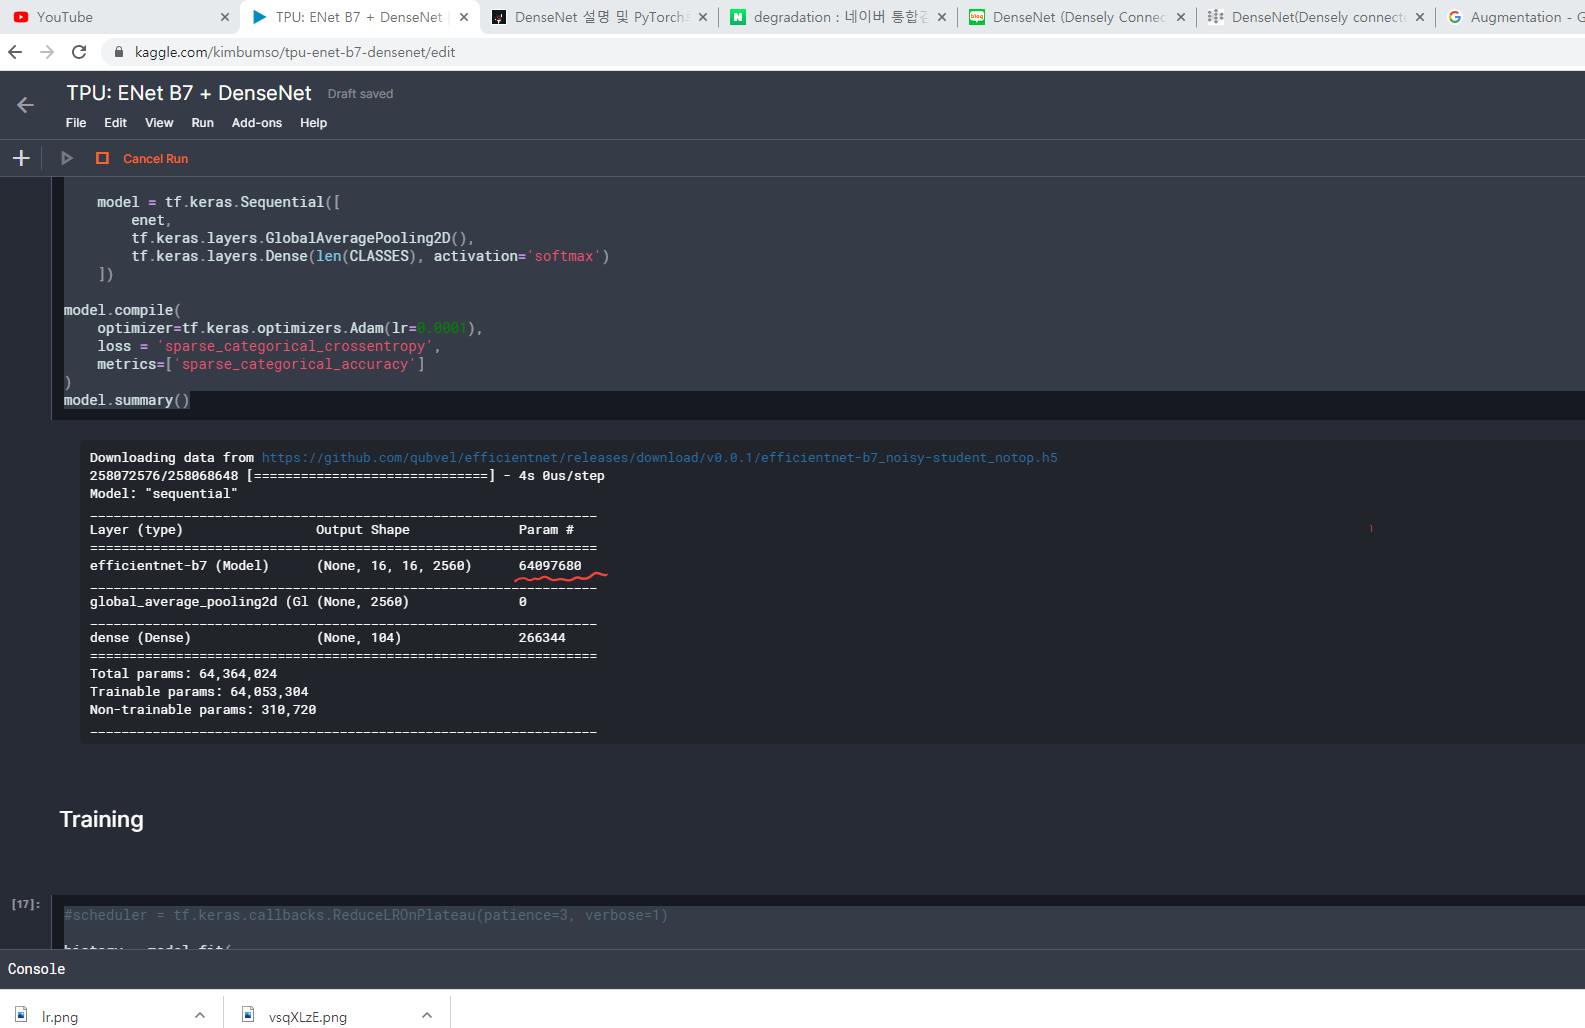 YouTube
TPU: ENet B7 + DenseNet
DenseNet 설명 및 PyTorch
degradation : 네이버 통합
DenseNet (Densely Connec
DenseNet(Densely connect
Augmentation - G
kaggle.com/kimbumso/tpu-enet-b7-densenet/edit
TPU: ENet B7 + DenseNet Draft saved
File Edit View Run Add-ons Help
Cancel Run
model = tf.keras.Sequential([
enet,
tf.keras.layers.GlobalAveragePooling2D(),
tf.keras.layers.Dense(len(CLASSES), activation='softmax')
])
model.compile(
optimizer=tf.keras.optimizers.Adam(lr=0.0001),
loss = 'sparse_categorical_crossentropy',
metrics=['sparse_categorical_accuracy']
)
model.summary()
Downloading data from https://github.com/qubvel/efficientnet/releases/download/v0.0.1/efficientnet-b7_noisy-student_notop.h5
258072576/258068648 [==============================] - 4s 0us/step
Model: "sequential"
_________________________________________________________________
Layer (type) Output Shape Param #
=================================================================
efficientnet-b7 (Model) (None, 16, 16, 2560) 64097680
_________________________________________________________________
global_average_pooling2d (Gl (None, 2560) 0
_________________________________________________________________
dense (Dense) (None, 104) 266344
=================================================================
Total params: 64,364,024
Trainable params: 64,053,304
Non-trainable params: 310,720
_________________________________________________________________
Training
[17]:
#scheduler = tf.keras.callbacks.ReduceLROnPlateau(patience=3, verbose=1)
history = model.fit(
Console
lr.png
vsqXLzE.png